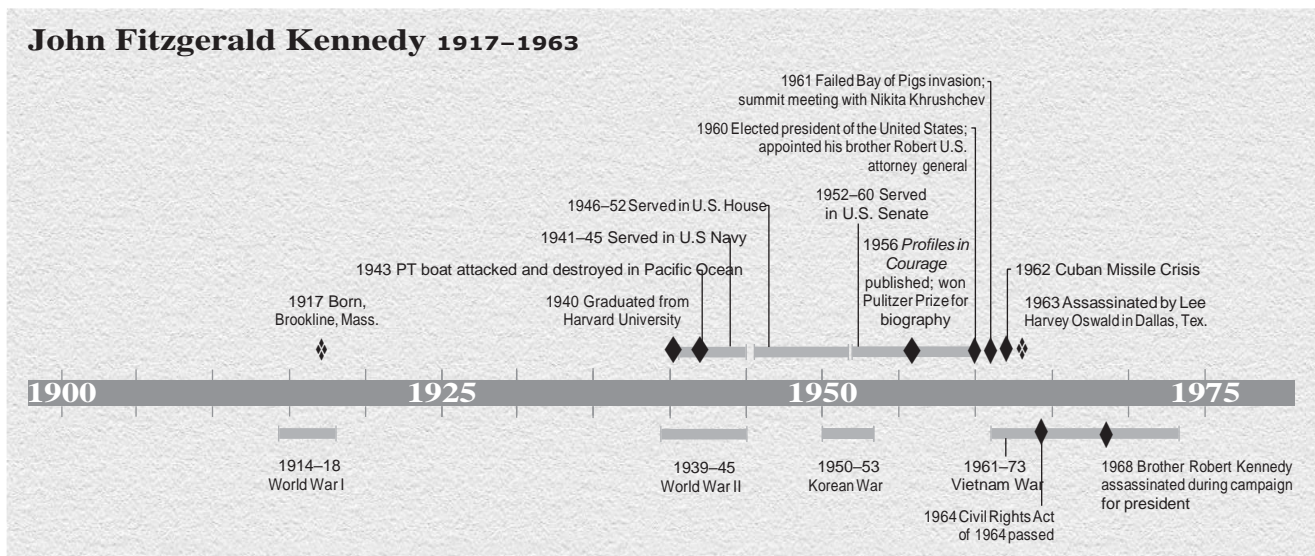 John Fitzgerald Kennedy 1917–1963
1961 Failed Bay of Pigs invasion;
summit meeting with Nikita Khrushchev
1960 Elected president of the United States;
appointed his brother Robert U.S.
attorney general
1952–60 Served
in U.S. Senate
1946–52 Served in U.S. House
1941–45 Served in U.S Navy
1956 Profiles in
Courage
published; won
Pulitzer Prize for
biography
1943 PT boat attacked and destroyed in Pacific Ocean
1962 Cuban Missile Crisis
1917 Born,
Brookline, Mass.
1940 Graduated from
Harvard University
1963 Assassinated by Lee
Harvey Oswald in Dallas, Tex.
1900 1925 1950 1975
1914–18
World War I
1939–45
World War II
1950–53
Korean War
1961–73
Vietnam War
1968 Brother Robert Kennedy
assassinated during campaign
for president
1964 Civil Rights Act
of 1964 passed